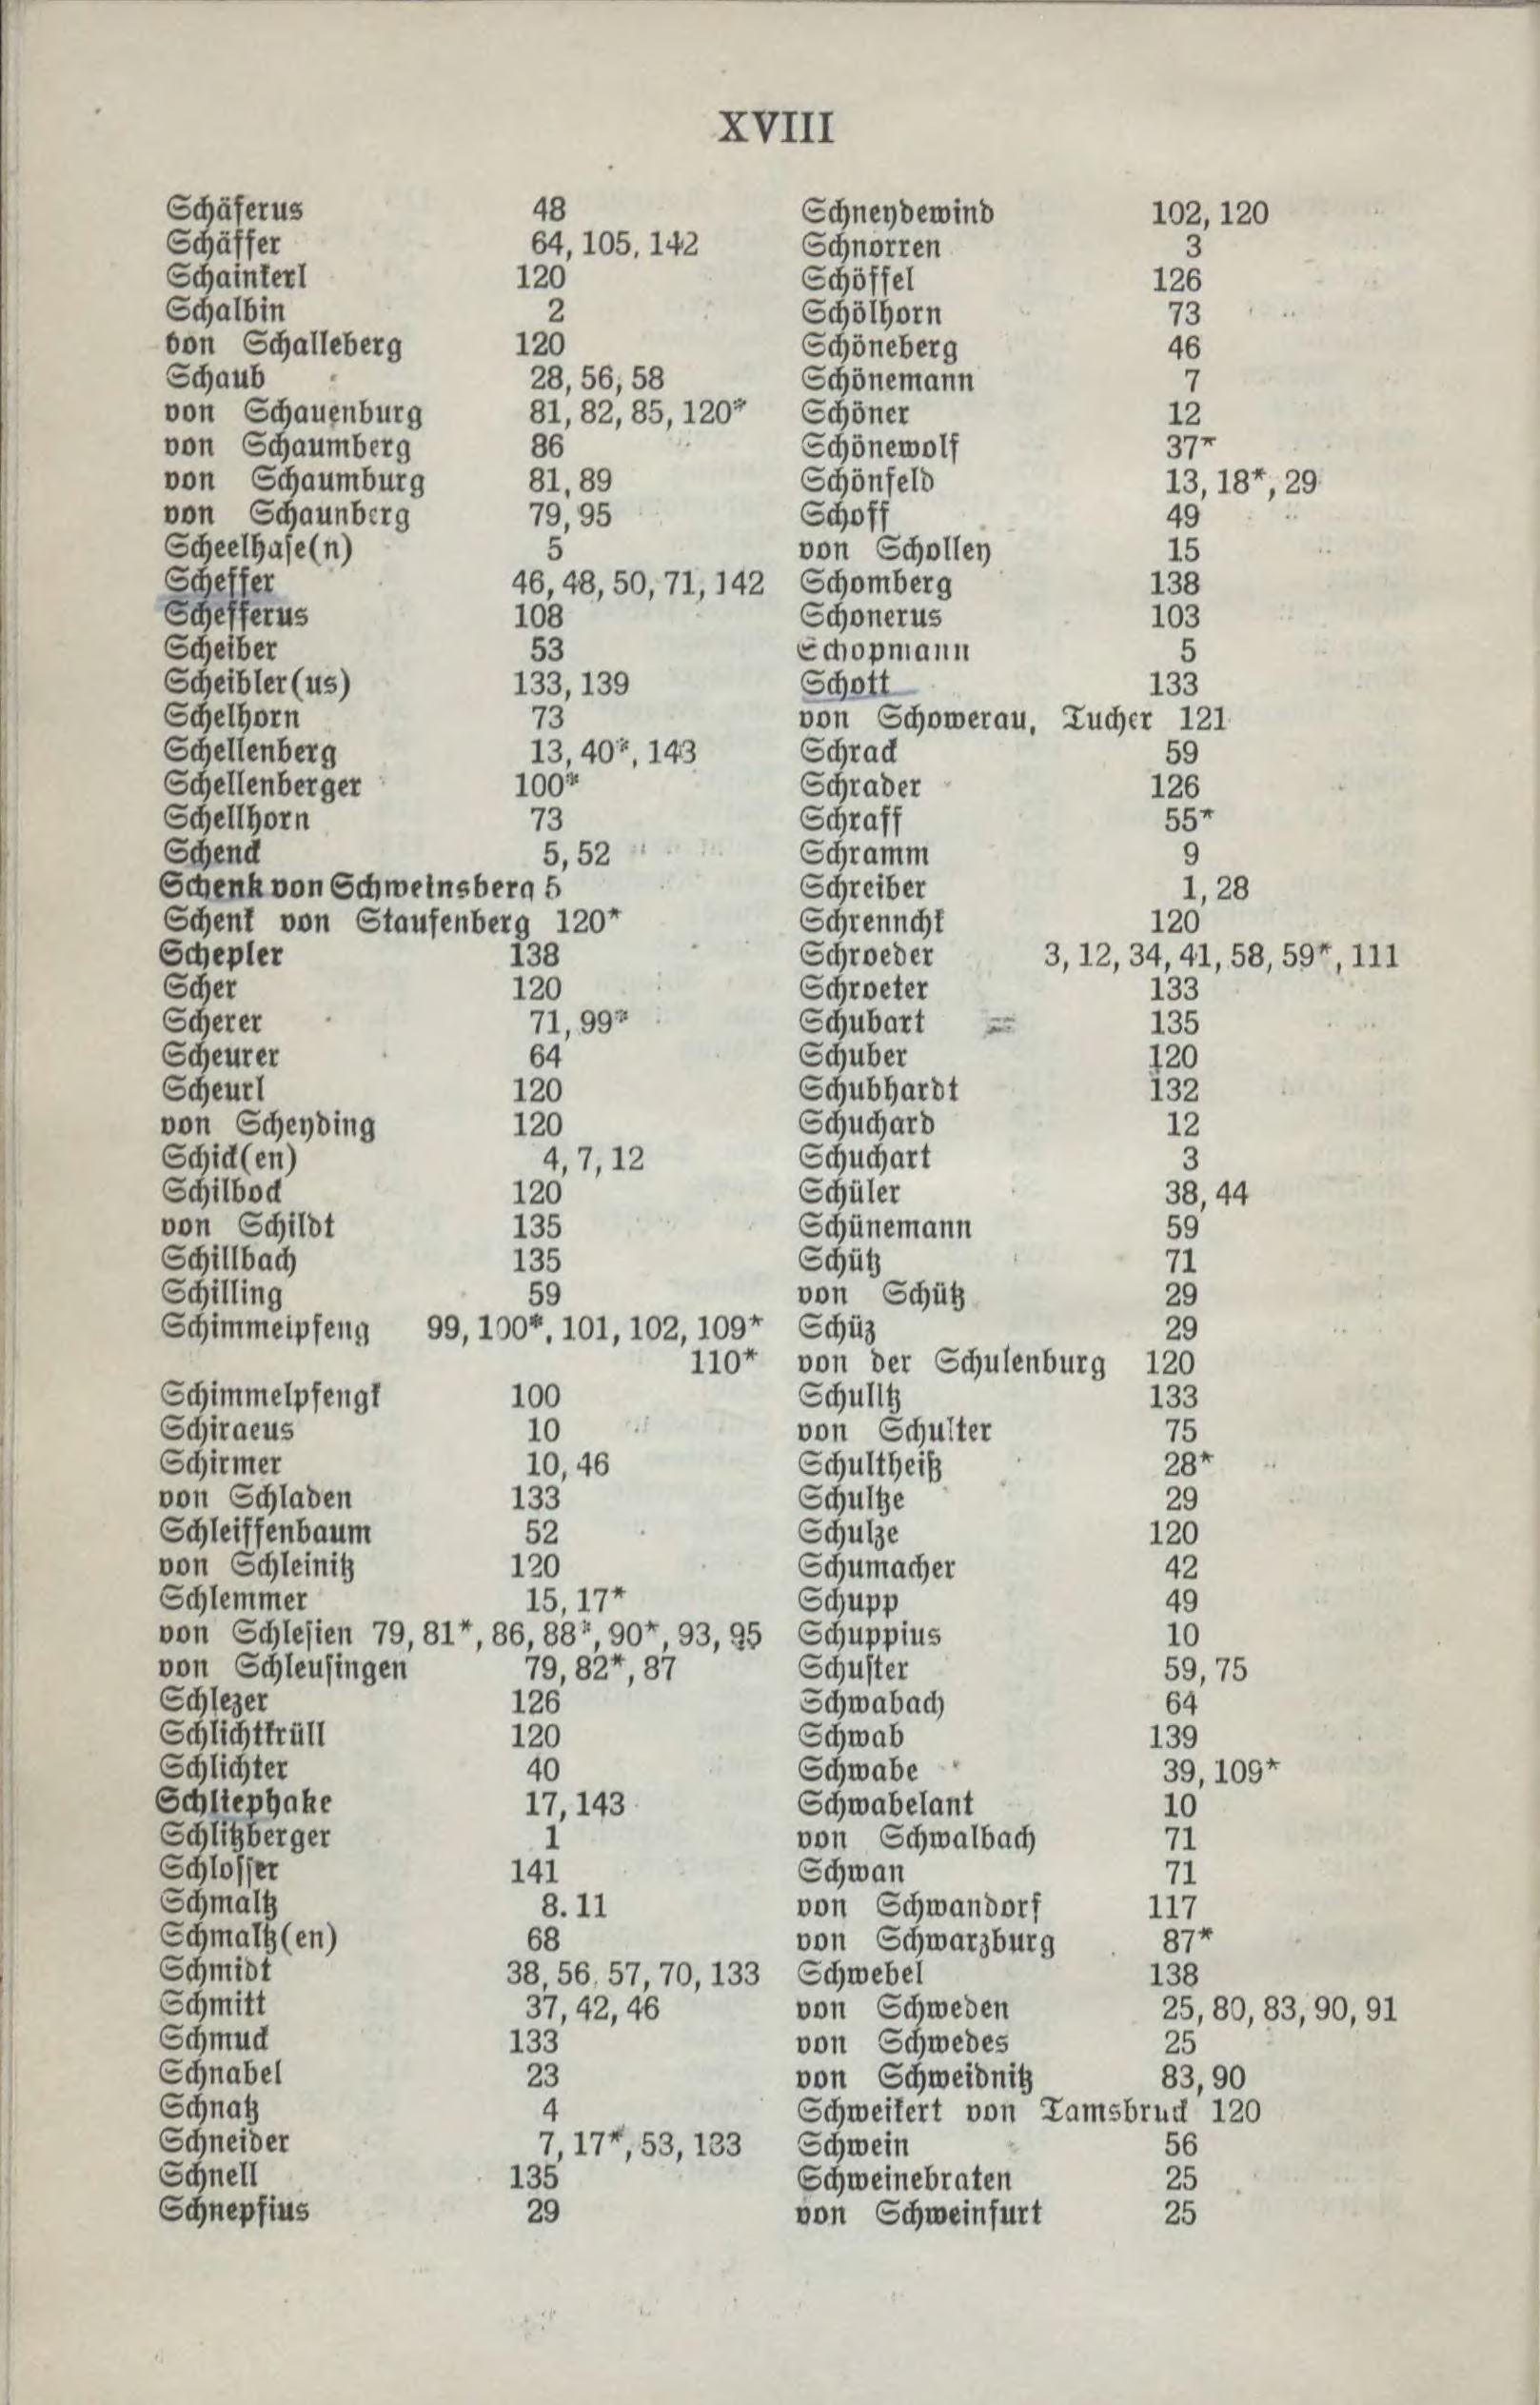 XVIII
Schäferus 48
Schäffer 64, 105, 142
Schainkerl 120
Schalbin 2
von Schalleberg 120
Schaub 28, 56, 58
von Schauenburg 81, 82, 85, 120*
von Schaumberg 86
von Schaumburg 81, 89
von Schaunberg 79, 95
Scheelhase(n) 5
Scheffer 46, 48, 50, 71, 142
Schefferus 108
Scheiber 53
Scheibler(us) 133, 139
Schelhorn 73
Schellenberg 13, 40*, 143
Schellenberger 100*
Schellhorn 73
Schenck 5, 52
Schenk von Schweinsberg 5
Schenk von Staufenberg 120*
Schepler 138
Scher 120
Scherer 71, 99*
Scheurer 64
Scheurl 120
von Scheyding 120
Schick(en) 4, 7, 12
Schilbock 120
von Schildt 135
Schillbach 135
Schilling 59
Schimmelpfeng 99, 100*, 101, 102, 109*
110*
Schimmelpfengk 100
Schiraeus 10
Schirmer 10, 46
von Schladen 133
Schleiffenbaum 52
von Schleinitz 120
Schlemmer 15, 17*
von Schlesien 79, 81*, 86, 88*, 90*, 93, 95
von Schleusingen 79, 82*, 87
Schlezer 126
Schlichtkrüll 120
Schlichter 40
Schliephake 17, 143
Schlitzberger 1
Schlosser 141
Schmaltz 8. 11
Schmaltz(en) 68
Schmidt 38, 56, 57, 70, 133
Schmitt 37, 42, 46
Schmuck 133
Schnabel 23
Schnatz 4
Schneider 7, 17*, 53, 133
Schnell 135
Schnepfius 29
Schneydewind 102, 120
Schnorren 3
Schöffel 126
Schölhorn 73
Schöneberg 46
Schönemann 7
Schöner 12
Schönewolf 37*
Schönfeld 13, 18*, 29
Schoff 49
von Scholley 15
Schomberg 138
Schonerus 103
Schopmann 5
Schott 133
von Schowerau, Tucher 121
Schrack 59
Schrader 126
Schraff 55*
Schramm 9
Schreiber 1, 28
Schrenncht 120
Schroeder 3, 12, 34, 41, 58, 59*, 111
Schroeter 133
Schubart 135
Schuber 120
Schubhardt 132
Schuchard 12
Schuchart 3
Schüler 38, 44
Schünemann 59
Schütz 71
von Schütz 29
Schüz 29
von der Schulenburg 120
Schulltz 133
von Schulter 75
Schultheiß 28*
Schultze 29
Schulze 120
Schumacher 42
Schupp 49
Schuppius 10
Schuster 59, 75
Schwabach 64
Schwab 139
Schwabe 39, 109*
Schwabelant 10
von Schwalbach 71
Schwan 71
von Schwandorf 117
von Schwarzburg 87*
Schwebel 138
von Schweden 25, 80, 83, 90, 91
von Schwedes 25
von Schweidnitz 83, 90
Schweikert von Tamsbruck 120
Schwein 56
Schweinebraten 25
von Schweinfurt 25